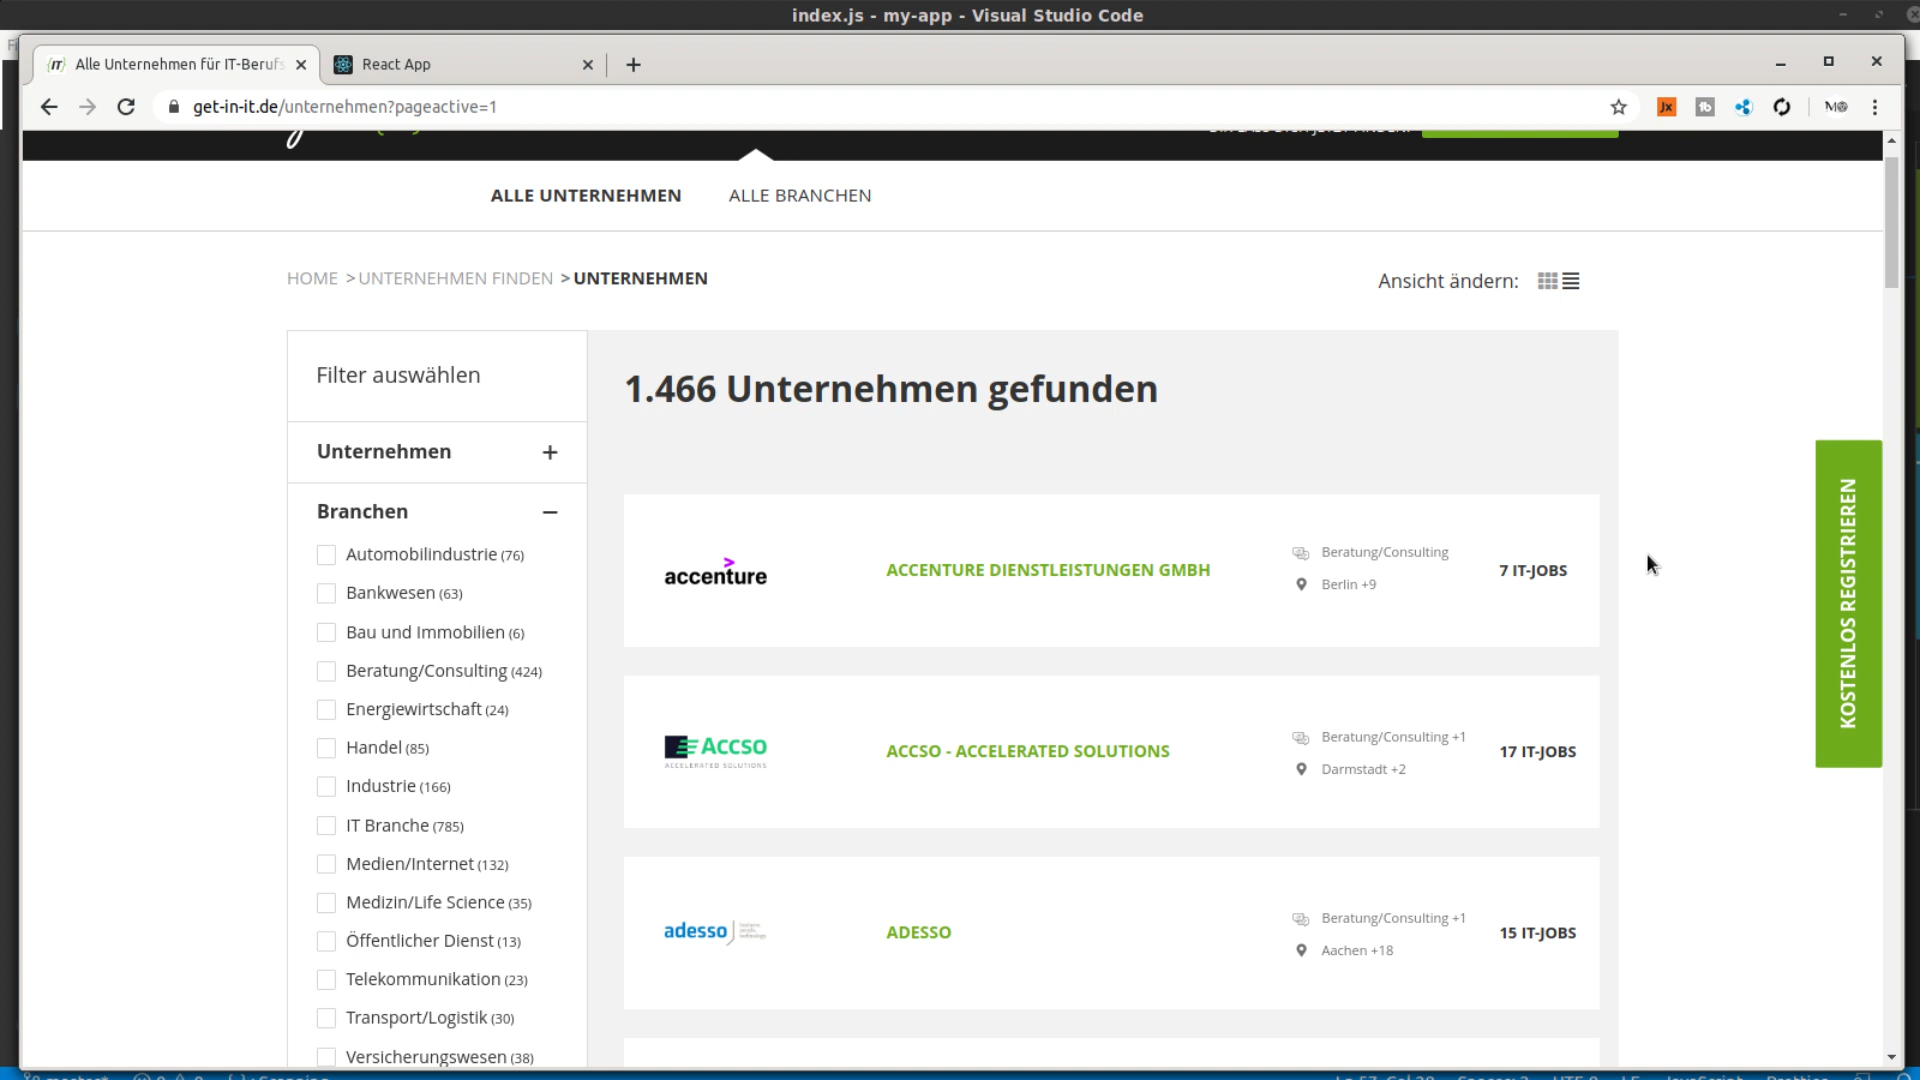 index.js - my-app - Visual Studio Code
Alle Unternehmen für IT-Berufs
React App
get-in-it.de/unternehmen?pageactive=1
ALLE UNTERNEHMEN
ALLE BRANCHEN
HOME > UNTERNEHMEN FINDEN > UNTERNEHMEN
Ansicht ändern:
Filter auswählen
Unternehmen +
Branchen −
Automobilindustrie (76)
Bankwesen (63)
Bau und Immobilien (6)
Beratung/Consulting (424)
Energiewirtschaft (24)
Handel (85)
Industrie (166)
IT Branche (785)
Medien/Internet (132)
Medizin/Life Science (35)
Öffentlicher Dienst (13)
Telekommunikation (23)
Transport/Logistik (30)
Versicherungswesen (38)
1.466 Unternehmen gefunden
accenture
ACCENTURE DIENSTLEISTUNGEN GMBH
Beratung/Consulting
Berlin +9
7 IT-JOBS
ACCSO
ACCELERATED SOLUTIONS
ACCSO - ACCELERATED SOLUTIONS
Beratung/Consulting +1
Darmstadt +2
17 IT-JOBS
adesso
ADESSO
Beratung/Consulting +1
Aachen +18
15 IT-JOBS
KOSTENLOS REGISTRIEREN